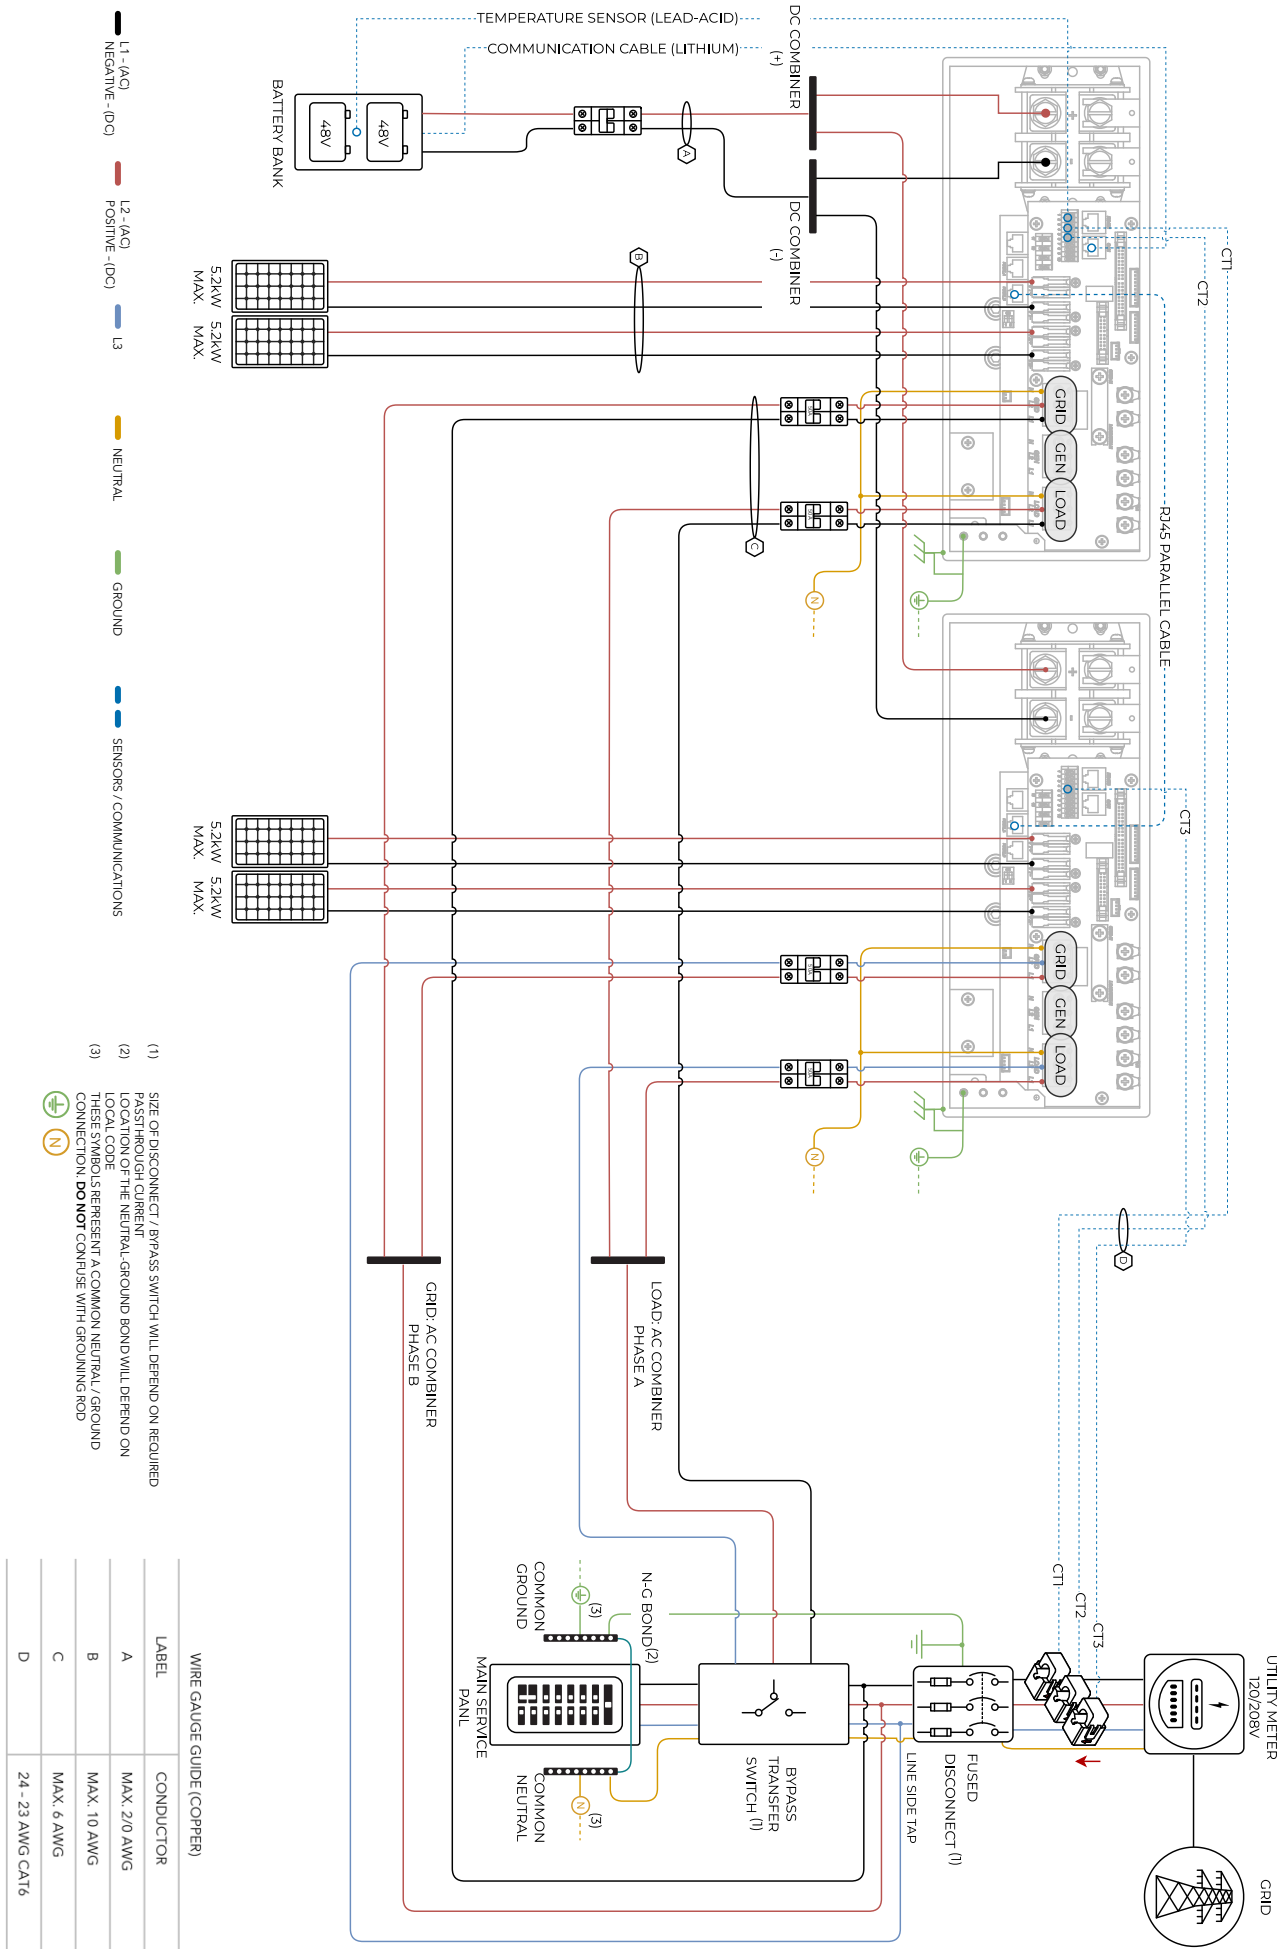 TEMPERATURE SENSOR (LEAD-ACID)
COMMUNICATION CABLE (LITHIUM)
DC COMBINER
(+)
DC COMBINER
(-)
CT1
CT2
RJ45 PARALLEL CABLE
CT3
GRID
GEN
LOAD
GRID
GEN
LOAD
50A
50A
50A
50A
N
N
BATTERY BANK
48V
48V
A
B
C
D
5.2kW
MAX.
5.2kW
MAX.
5.2kW
MAX.
5.2kW
MAX.
LOAD: AC COMBINER
PHASE A
GRID: AC COMBINER
PHASE B
CT1
CT2
CT3
UTILITY METER
120/208V
GRID
FUSED
DISCONNECT (1)
LINE SIDE TAP
BYPASS
TRANSFER
SWITCH (1)
N-G BOND(2)
COMMON
GROUND
(3)
MAIN SERVICE
PANL
COMMON
NEUTRAL
N
(3)
L1 - (AC)
NEGATIVE - (DC)
L2 - (AC)
POSITIVE - (DC)
L3
NEUTRAL
GROUND
SENSORS / COMMUNICATIONS
(1) SIZE OF DISCONNECT / BYPASS SWITCH WILL DEPEND ON REQUIRED
PASSTHROUGH CURRENT
(2) LOCATION OF THE NEUTRAL-GROUND BOND WILL DEPEND ON
LOCAL CODE
(3) THESE SYMBOLS REPRESENT A COMMON NEUTRAL / GROUND
CONNECTION. DO NOT CONFUSE WITH GROUNING ROD
N
WIRE GAUGE GUIDE (COPPER)
LABEL CONDUCTOR
A MAX. 2/0 AWG
B MAX. 10 AWG
C MAX. 6 AWG
D 24 - 23 AWG CAT6